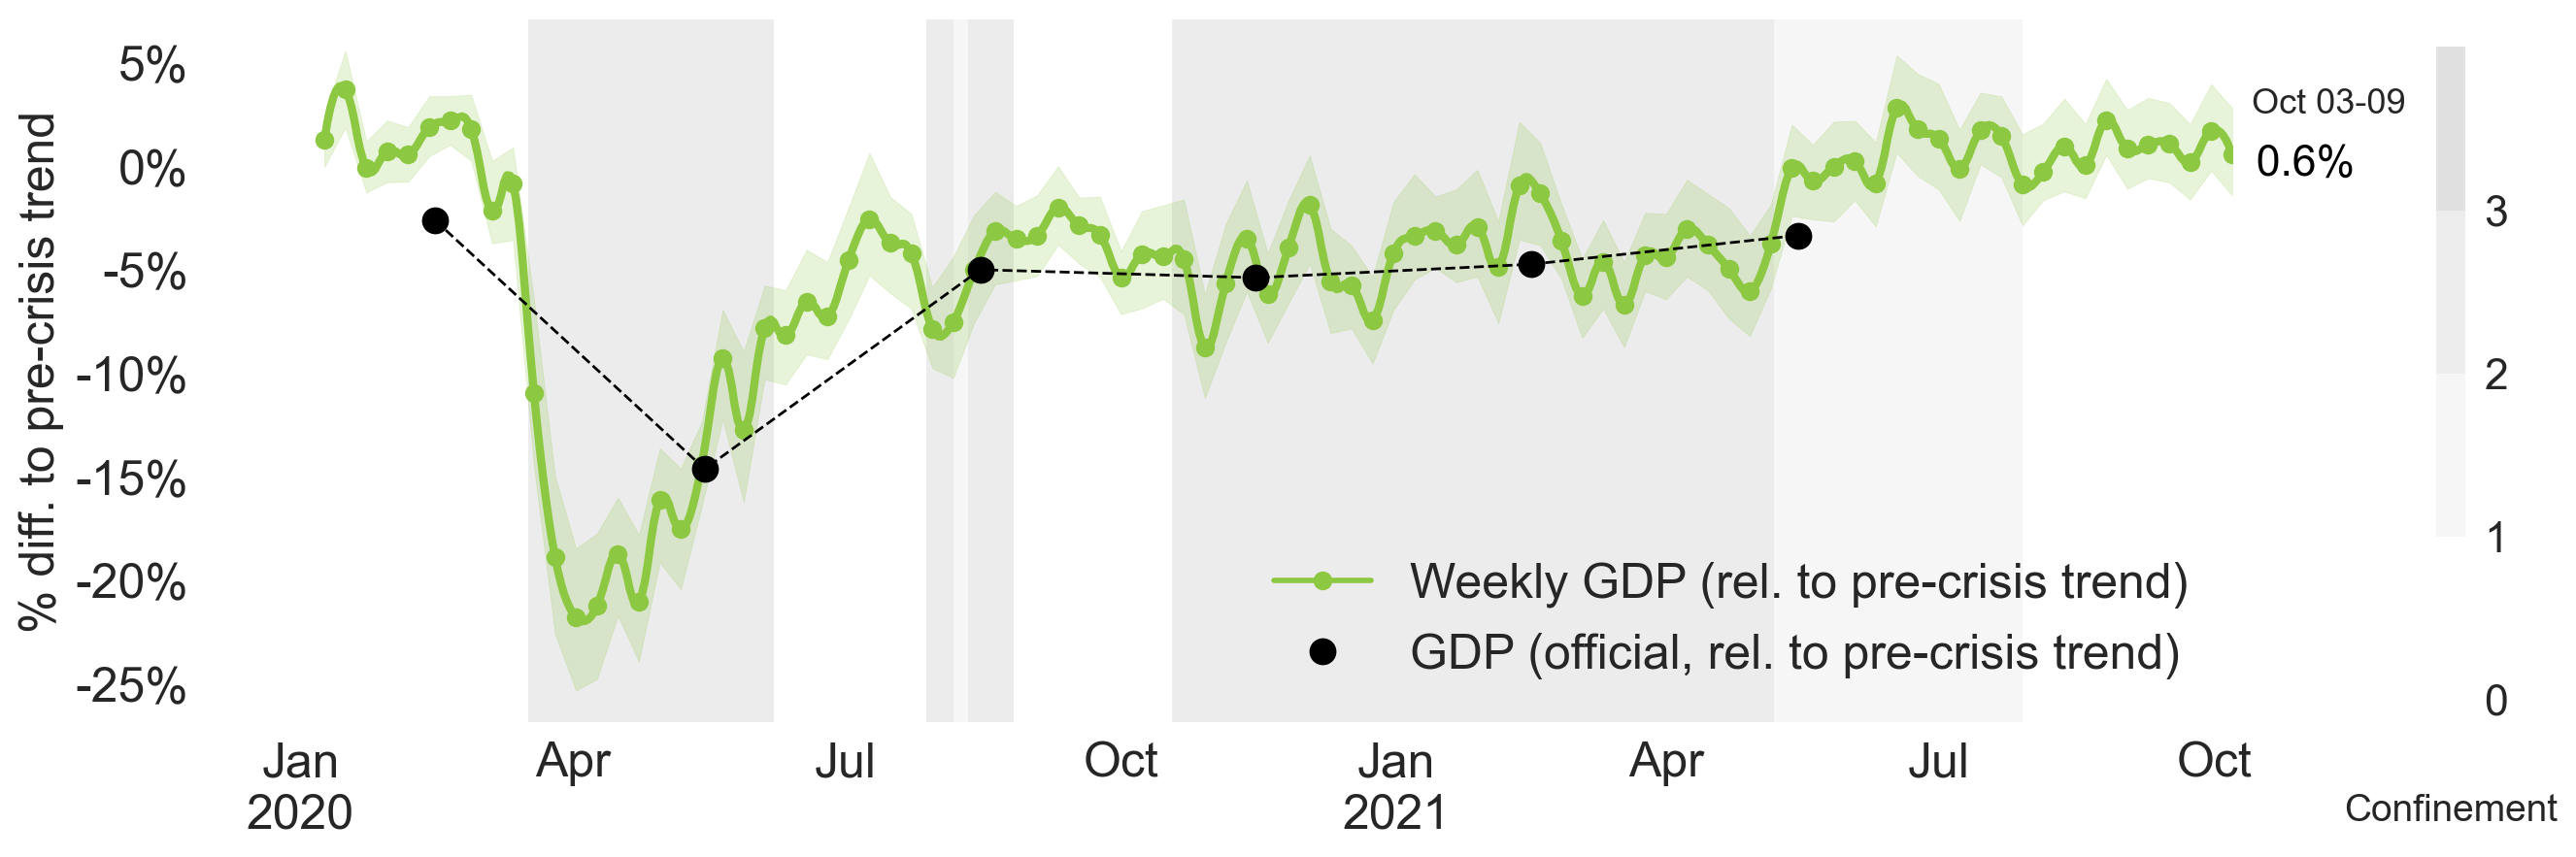 % diff. to pre-crisis trend
5%
0%
-5%
-10%
-15%
-20%
-25%
Oct 03-09
0.6%
3
2
1
0
Weekly GDP (rel. to pre-crisis trend)
GDP (official, rel. to pre-crisis trend)
Jan Apr Jul Oct Jan Apr Jul Oct
2020 2021
Confinement